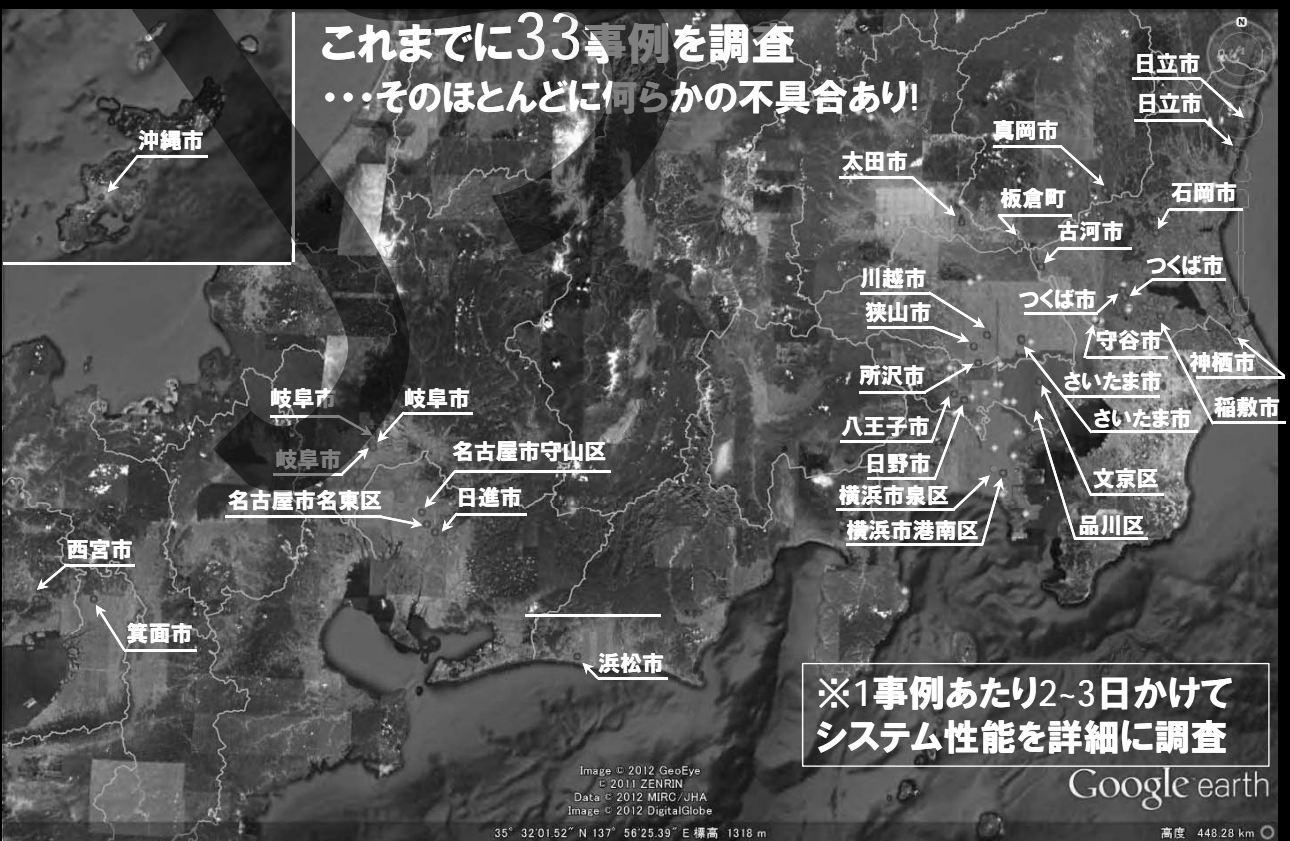 これまでに33事例を調査
・・・そのほとんどに何らかの不具合あり!
N
沖縄市
日立市
日立市
真岡市
太田市
板倉町
石岡市
古河市
つくば市
川越市
つくば市
狭山市
守谷市
神栖市
所沢市
さいたま市
稲敷市
さいたま市
八王子市
日野市
文京区
横浜市泉区
品川区
横浜市港南区
岐阜市
岐阜市
岐阜市
名古屋市守山区
名古屋市名東区
日進市
西宮市
箕面市
浜松市
※1事例あたり2~3日かけて
システム性能を詳細に調査
Image © 2012 GeoEye
© 2011 ZENRIN
Data © 2012 MIRC/JHA
Image © 2012 DigitalGlobe
Google earth
35° 32'01.52" N 137° 56'25.39" E 標高 1318 m
高度 448.28 km